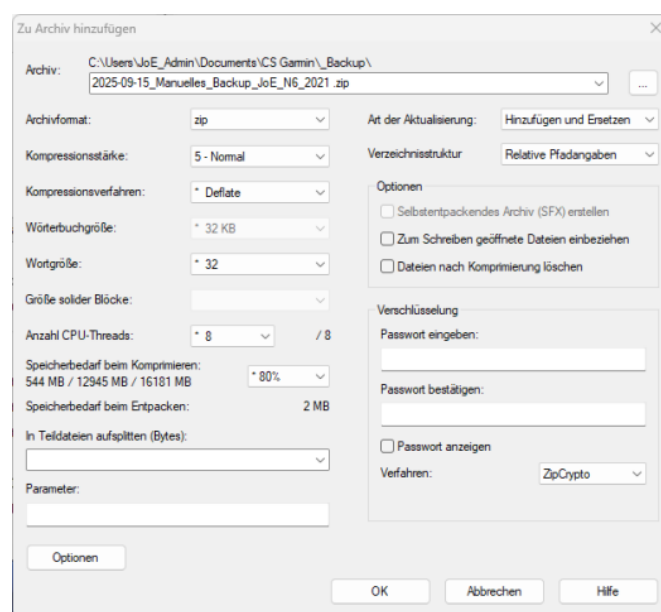 Zu Archiv hinzufügen
Archiv:
C:\Users\JoE_Admin\Documents\CS Garmin\_Backup\
2025-09-15_Manuelles_Backup_JoE_N6_2021 .zip
...
Archivformat:
zip
Kompressionsstärke:
5 - Normal
Kompressionsverfahren:
* Deflate
Wörterbuchgröße:
* 32 KB
Wortgröße:
* 32
Größe solider Blöcke:
Anzahl CPU-Threads:
* 8
/ 8
Speicherbedarf beim Komprimieren:
544 MB / 12945 MB / 16181 MB
* 80%
Speicherbedarf beim Entpacken:
2 MB
In Teildateien aufsplitten (Bytes):
Parameter:
Optionen
Art der Aktualisierung:
Hinzufügen und Ersetzen
Verzeichnisstruktur
Relative Pfadangaben
Optionen
Selbstentpackendes Archiv (SFX) erstellen
Zum Schreiben geöffnete Dateien einbeziehen
Dateien nach Komprimierung löschen
Verschlüsselung
Passwort eingeben:
Passwort bestätigen:
Passwort anzeigen
Verfahren:
ZipCrypto
OK
Abbrechen
Hilfe